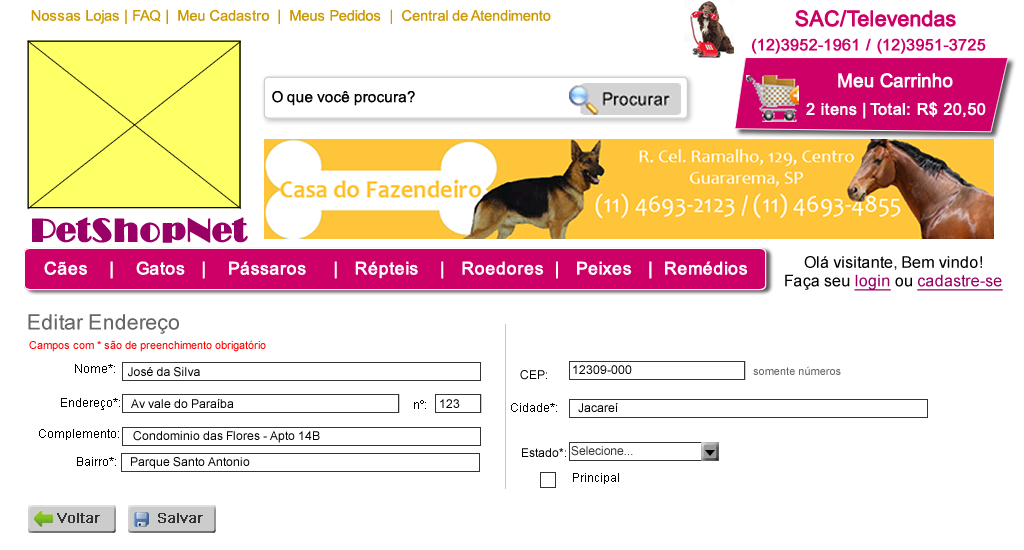 Nossas Lojas | FAQ | Meu Cadastro | Meus Pedidos | Central de Atendimento
SAC/Televendas
(12)3952-1961 / (12)3951-3725
Meu Carrinho
2 itens | Total: R$ 20,50
O que você procura?
Procurar
Casa do Fazendeiro
R. Cel. Ramalho, 129, Centro
Guararema, SP
(11) 4693-2123 / (11) 4693-4855
PetShopNet
Cães | Gatos | Pássaros | Répteis | Roedores | Peixes | Remédios
Olá visitante, Bem vindo!
Faça seu login ou cadastre-se
Editar Endereço
Campos com * são de preenchimento obrigatório
Nome*: José da Silva
Endereço*: Av vale do Paraíba nº: 123
Complemento: Condominio das Flores - Apto 14B
Bairro*: Parque Santo Antonio
CEP: 12309-000 somente números
Cidade*: Jacareí
Estado*: Selecione...
Principal
Voltar
Salvar